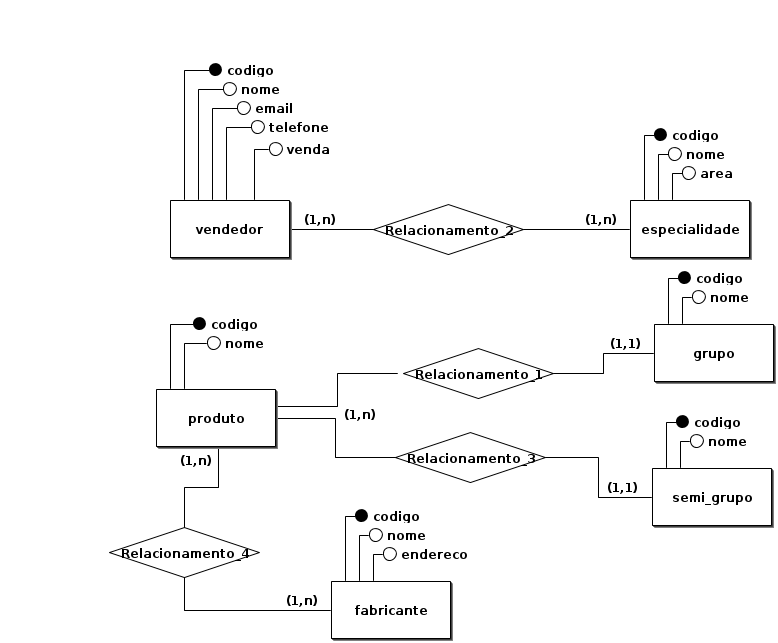 codigo
nome
email
telefone
venda
codigo
nome
area
vendedor
(1,n)
Relacionamento_2
(1,n)
especialidade
codigo
nome
codigo
nome
grupo
(1,1)
Relacionamento_1
produto
(1,n)
Relacionamento_3
(1,1)
codigo
nome
semi_grupo
(1,n)
Relacionamento_4
codigo
nome
endereco
(1,n)
fabricante